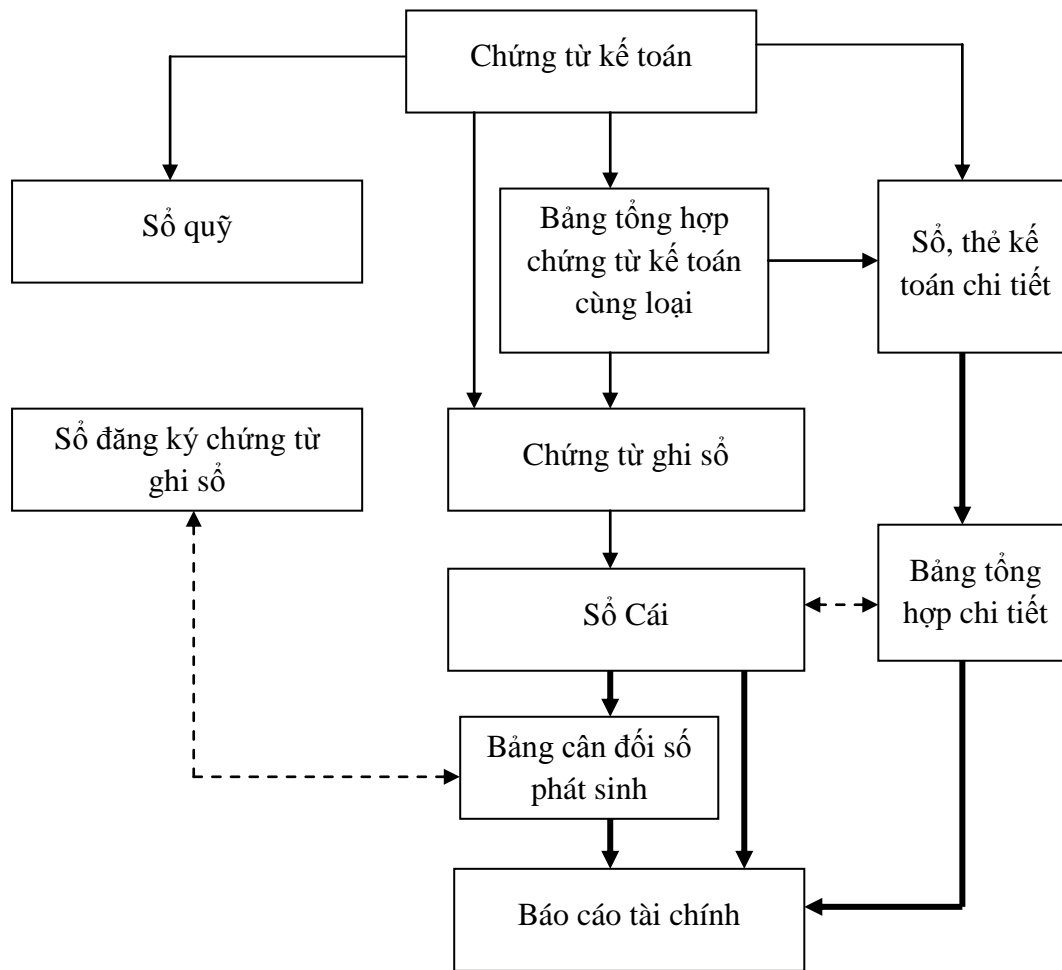 Chứng từ kế toán
Sổ quỹ
Bảng tổng hợp
chứng từ kế toán
cùng loại
Sổ, thẻ kế
toán chi tiết
Sổ đăng ký chứng từ
ghi sổ
Chứng từ ghi sổ
Sổ Cái
Bảng tổng
hợp chi tiết
Bảng cân đối số
phát sinh
Báo cáo tài chính